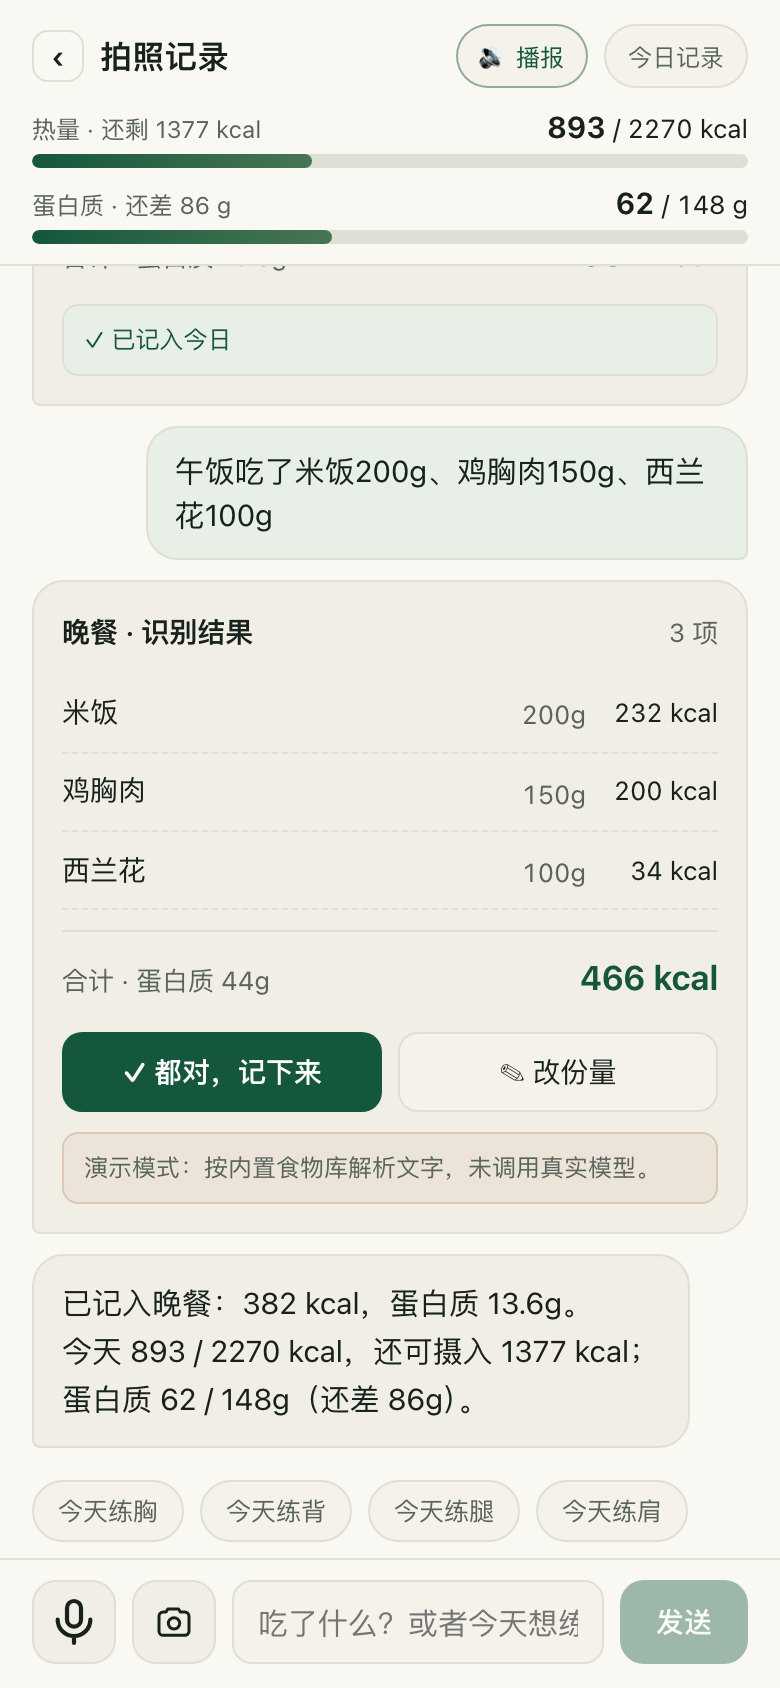 ‹ 拍照记录 🔉 播报 今日记录
热量 · 还剩 1377 kcal 893 / 2270 kcal
蛋白质 · 还差 86 g 62 / 148 g
✓ 已记入今日
午饭吃了米饭200g、鸡胸肉150g、西兰
花100g
晚餐 · 识别结果 3 项
米饭 200g 232 kcal
鸡胸肉 150g 200 kcal
西兰花 100g 34 kcal
合计 · 蛋白质 44g 466 kcal
✓ 都对，记下来 ✎ 改份量
演示模式：按内置食物库解析文字，未调用真实模型。
已记入晚餐：382 kcal，蛋白质 13.6g。
今天 893 / 2270 kcal，还可摄入 1377 kcal；
蛋白质 62 / 148g（还差 86g）。
今天练胸 今天练背 今天练腿 今天练肩
吃了什么？或者今天想练 发送